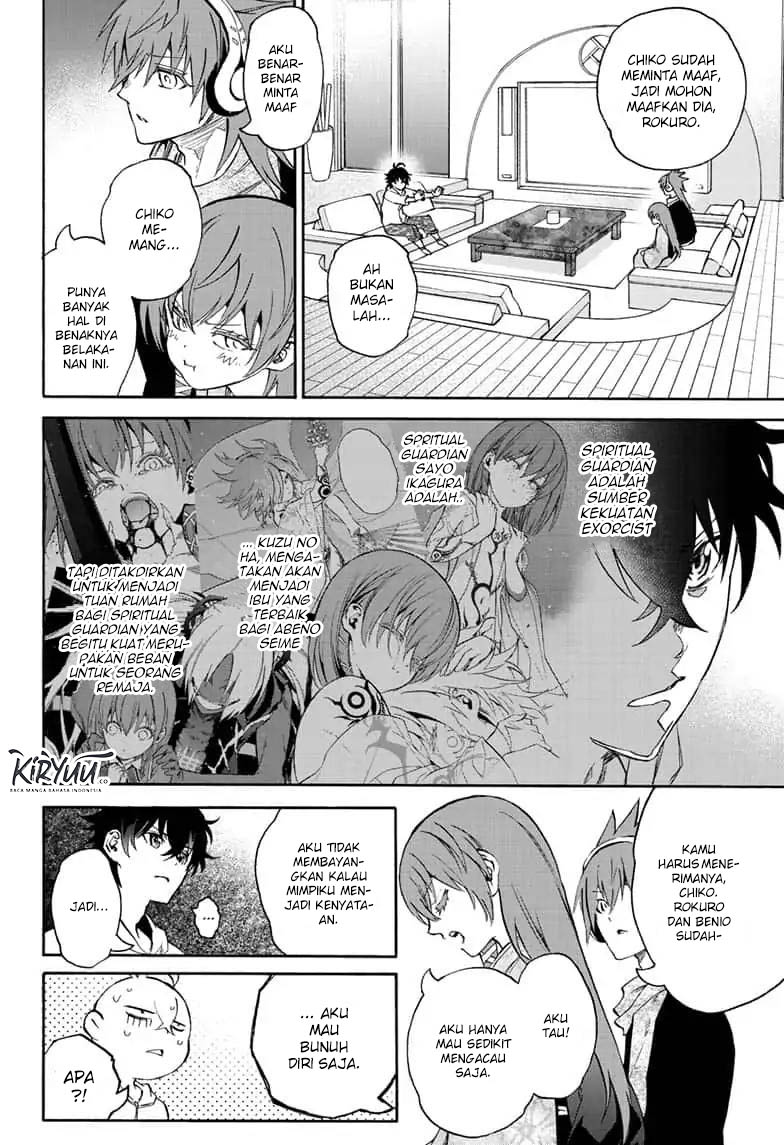 CHIKO SUDAH
MEMINTA MAAF,
JADI MOHON
MAAFKAN DIA,
ROKURO.
AH
BUKAN
MASA-
LAH...
AKU
BENAR-
BENAR
MINTA
MAAF
CHIKO
ME-
MANG...
PUNYA
BANYAK
HAL DI
BENAKNYA
BELAKA-
NAN INI.
SPIRITUAL
GUARDIAN
ADALAH
SUMBER
KEKUATAN
EXORCIST
SPRITUAL
GUARDIAN
SAYO
IKAGURA
ADALAH..
... KUZU NO
HA, MENGA-
TAKAN AKAN
MENJADI
IBU YANG
TERBAIK
BAGI ABENO
SEIME
TAPI DITAKDIRKAN
UNTUK MENJADI
TUAN RUMAH
BAGI SPIRITUAL
GUARDIAN YANG
BEGITU KUAT MERU-
PAKAN BEBAN
UNTUK SEORANG
REMAJA.
KIRYUU.CO
BACA MANGA BAHASA INDONESIA
KAMU
HARUS MENE-
RIMANYA,
CHIKO.
ROKURO
DAN BENIO
SUDAH-
AKU
TAU!
AKU HANYA
MAU SEDIKIT
MENGACAU
SAJA.
AKU TIDAK
MEMBAYA-
NGKAN KALAU
MIMPIKU MEN-
JADI KENYATA-
AN.
...
JADI...
... AKU
MAU
BUNUH
DIRI SAJA.
APA
?!